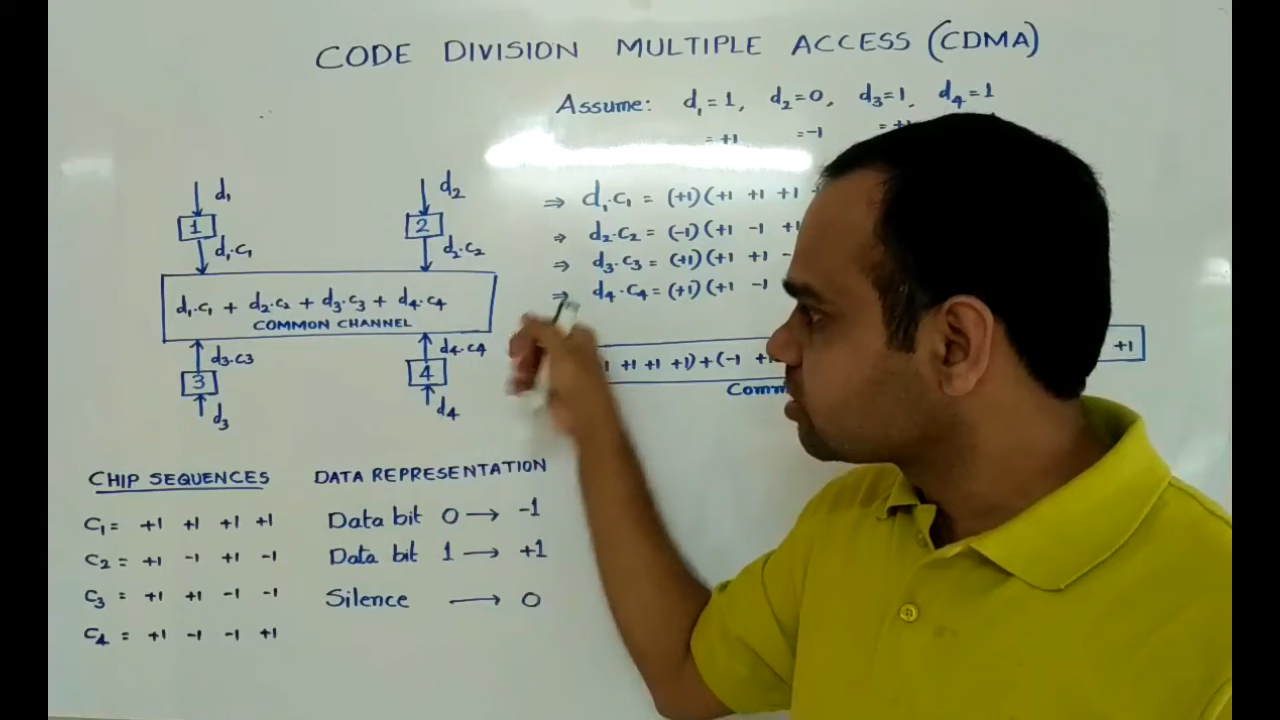 CODE DIVISION MULTIPLE ACCESS (CDMA)
Assume: d₁ = 1, d₂ = 0, d₃ = 1, d₄ = 1
= +1 = -1 = +1
⇒ d₁·c₁ = (+1)(+1 +1 +1
⇒ d₂·c₂ = (-1)(+1 -1 +1
⇒ d₃·c₃ = (+1)(+1 +1 -
⇒ d₄·c₄ = (+1)(+1 -1
1 +1 +1 +1) + (-1 +1
+1
Comm
d₁
d₂
1
2
d₁·c₁
d₂·c₂
d₁·c₁ + d₂·c₂ + d₃·c₃ + d₄·c₄
COMMON CHANNEL
d₃·c₃
d₄·c₄
3
4
d₃
d₄
CHIP SEQUENCES
C₁ = +1 +1 +1 +1
C₂ = +1 -1 +1 -1
C₃ = +1 +1 -1 -1
C₄ = +1 -1 -1 +1
DATA REPRESENTATION
Data bit 0 → -1
Data bit 1 → +1
Silence → 0